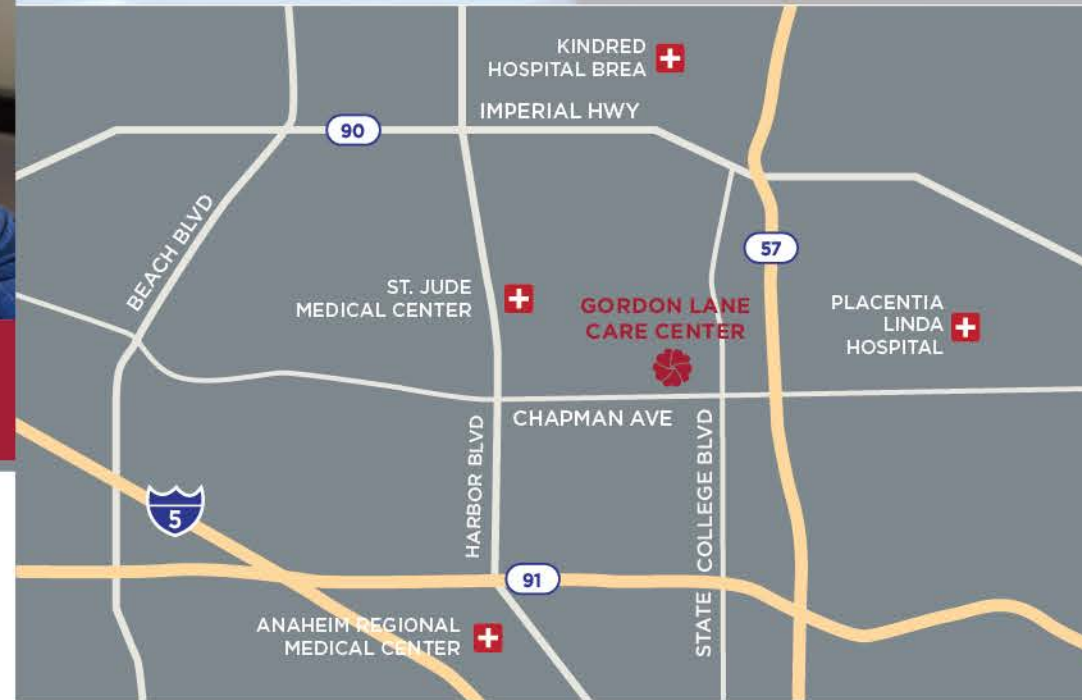 KINDRED
HOSPITAL BREA
IMPERIAL HWY
90
BEACH BLVD
57
ST. JUDE
MEDICAL CENTER
GORDON LANE
CARE CENTER
PLACENTIA
LINDA
HOSPITAL
CHAPMAN AVE
HARBOR BLVD
STATE COLLEGE BLVD
5
91
ANAHEIM REGIONAL
MEDICAL CENTER